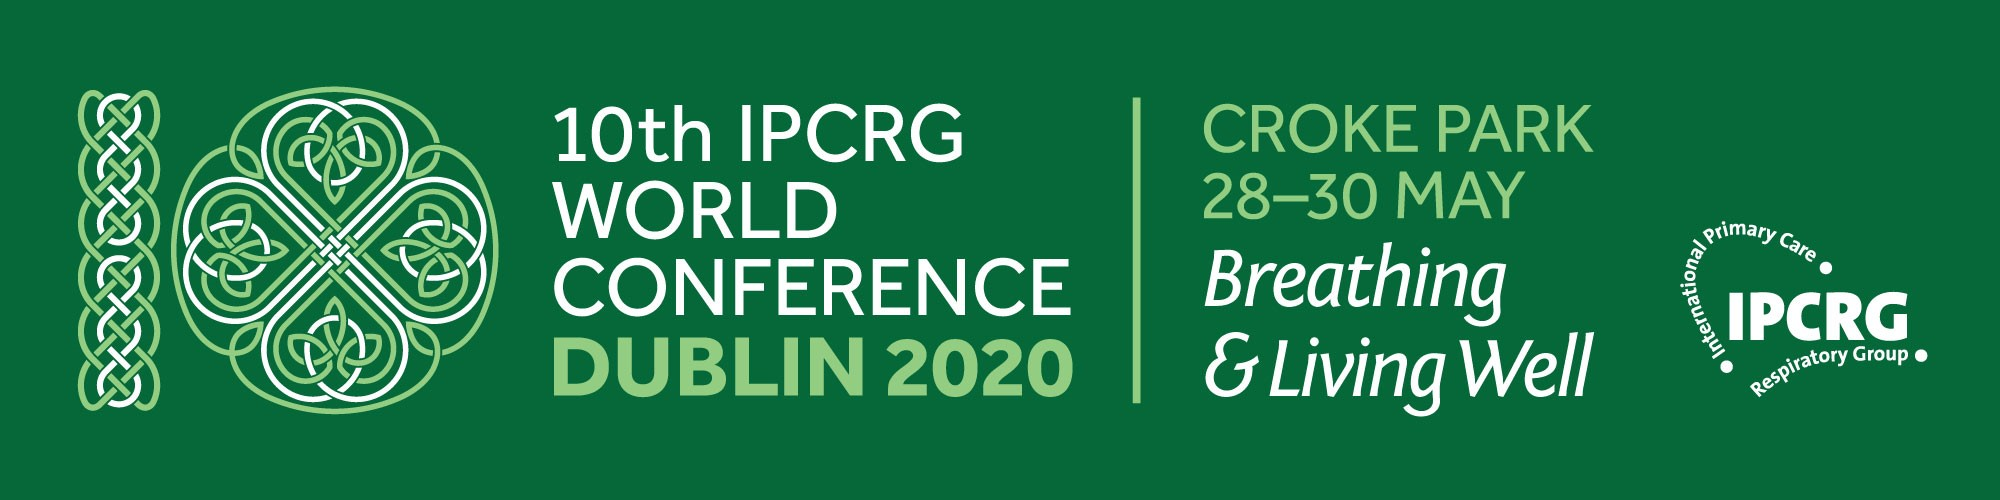 10th IPCRG
WORLD
CONFERENCE
DUBLIN 2020
CROKE PARK
28–30 MAY
Breathing
& Living Well
International Primary Care
IPCRG
Respiratory Group